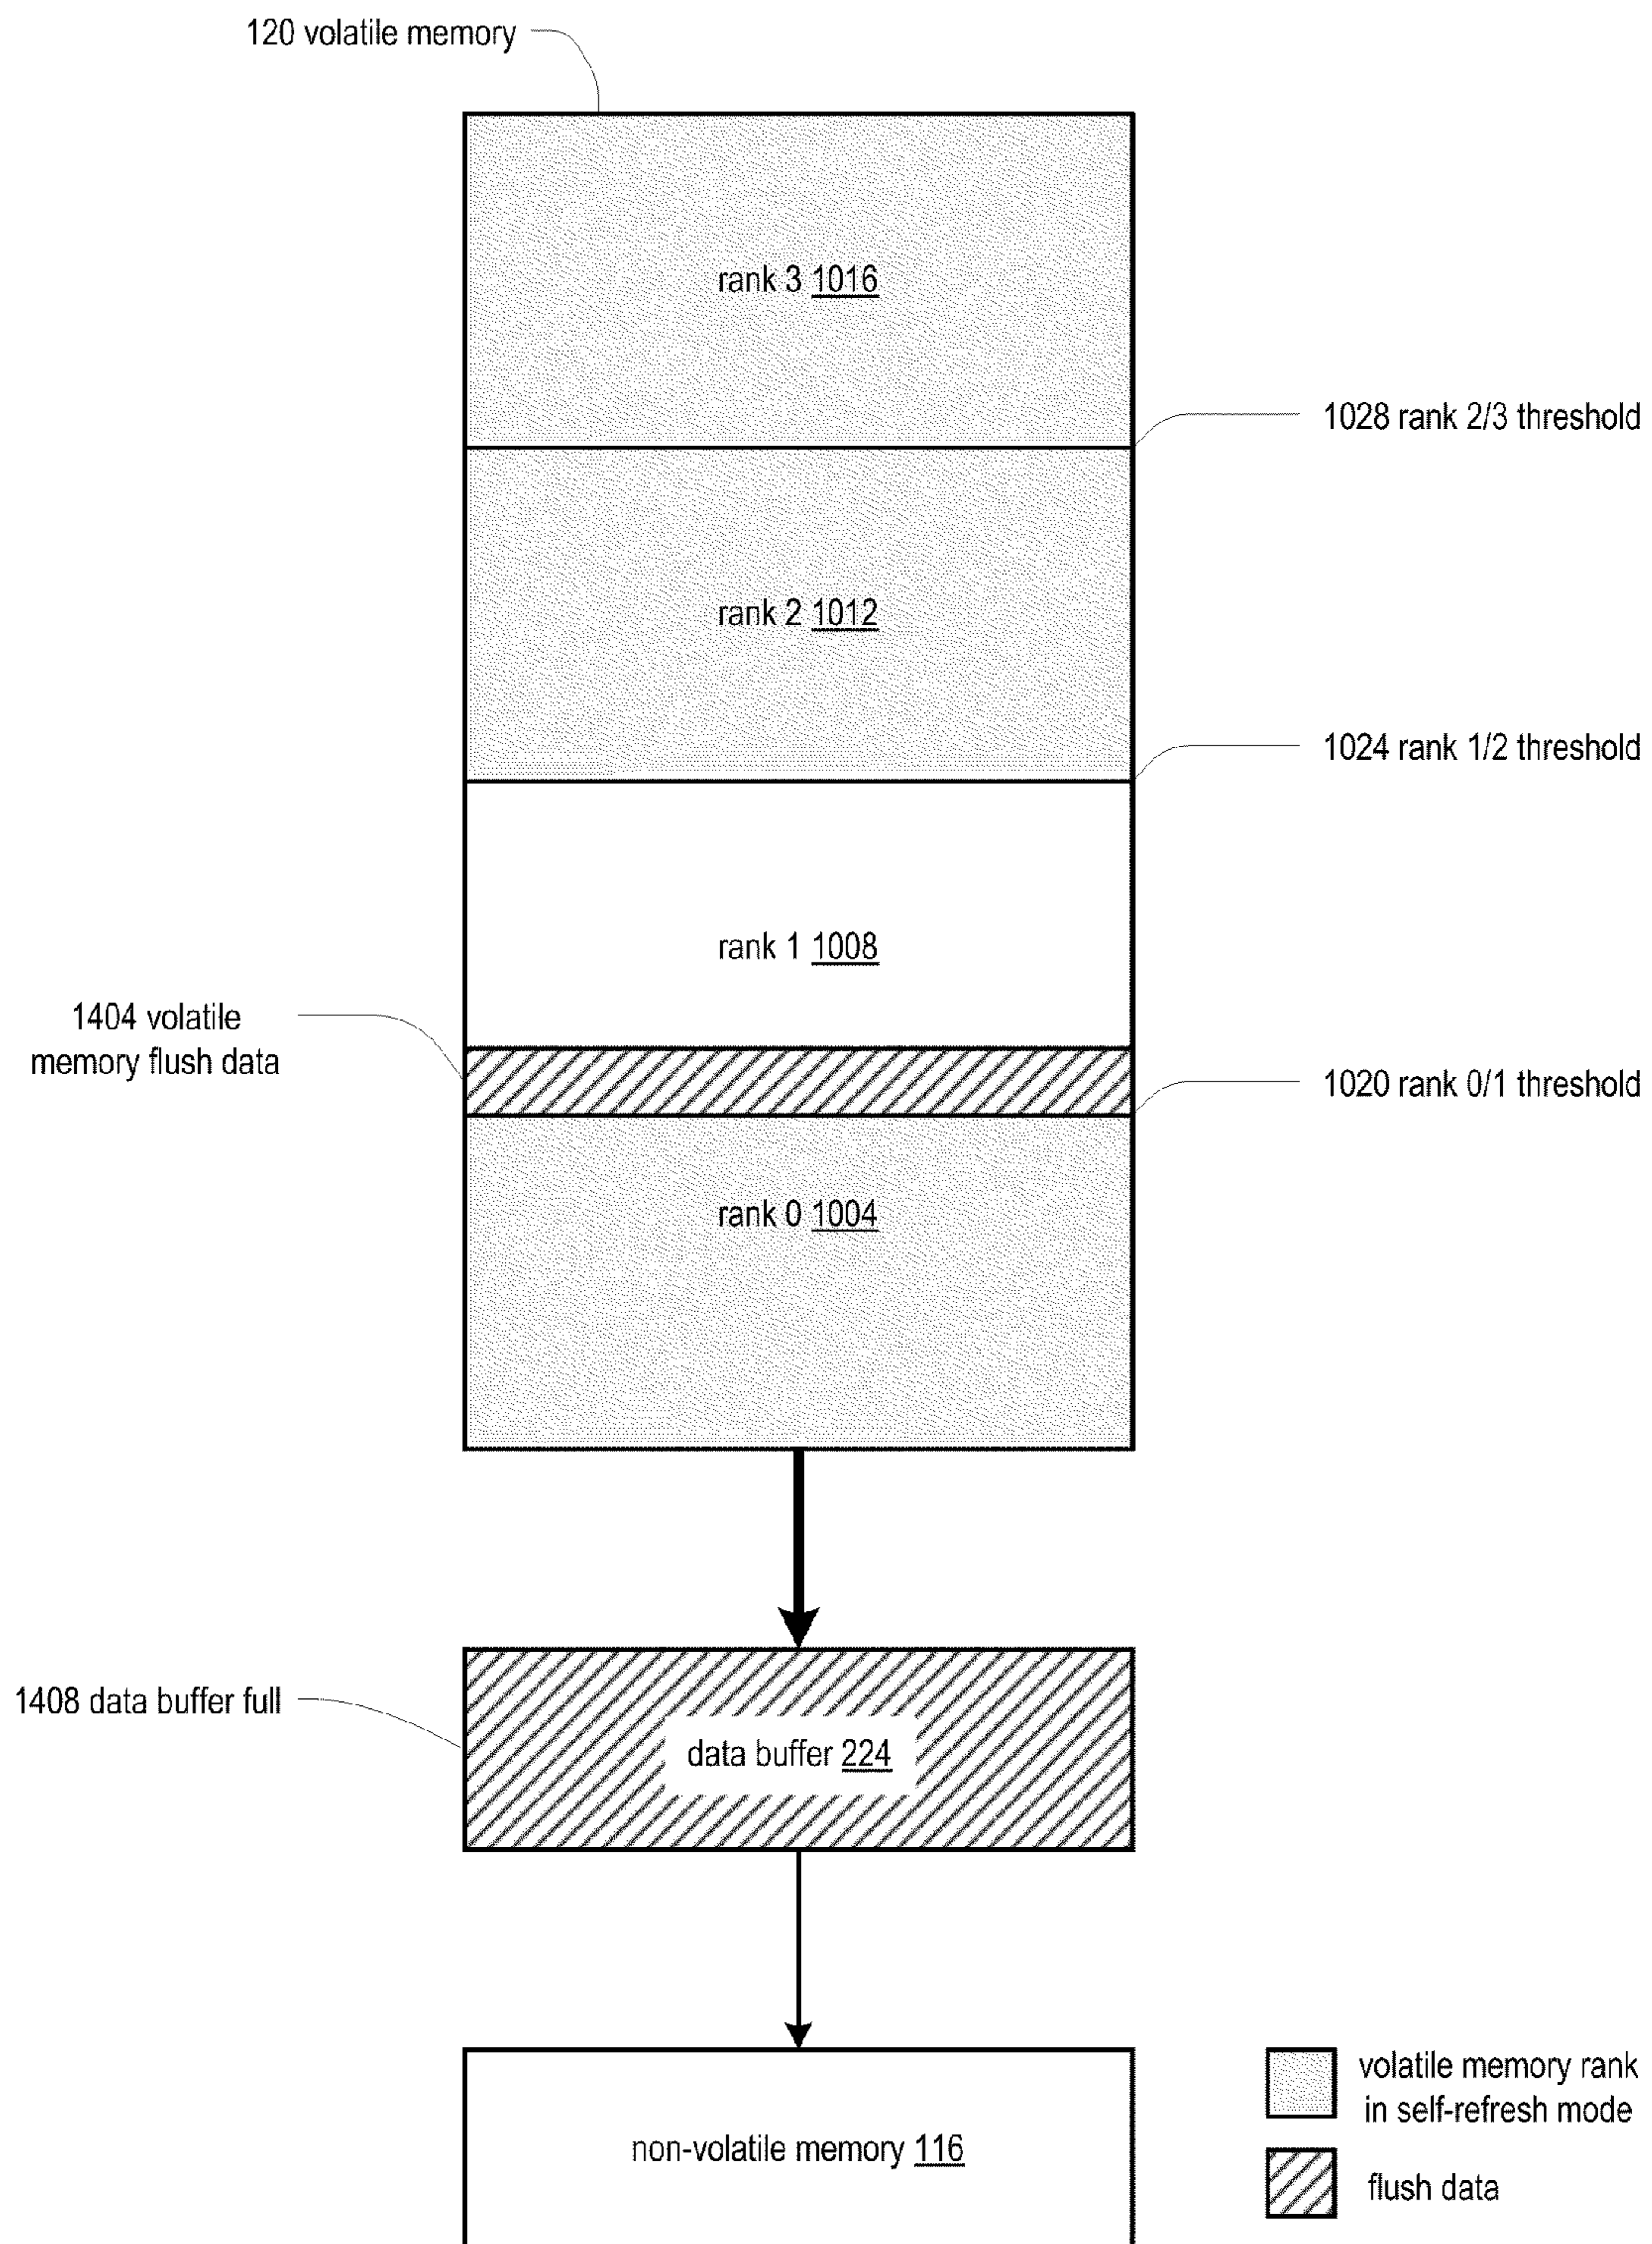 120 volatile memory
rank 3 1016
1028 rank 2/3 threshold
rank 2 1012
1024 rank 1/2 threshold
rank 1 1008
1404 volatile
memory flush data
1020 rank 0/1 threshold
rank 0 1004
1408 data buffer full
data buffer 224
non-volatile memory 116
volatile memory rank
in self-refresh mode
flush data